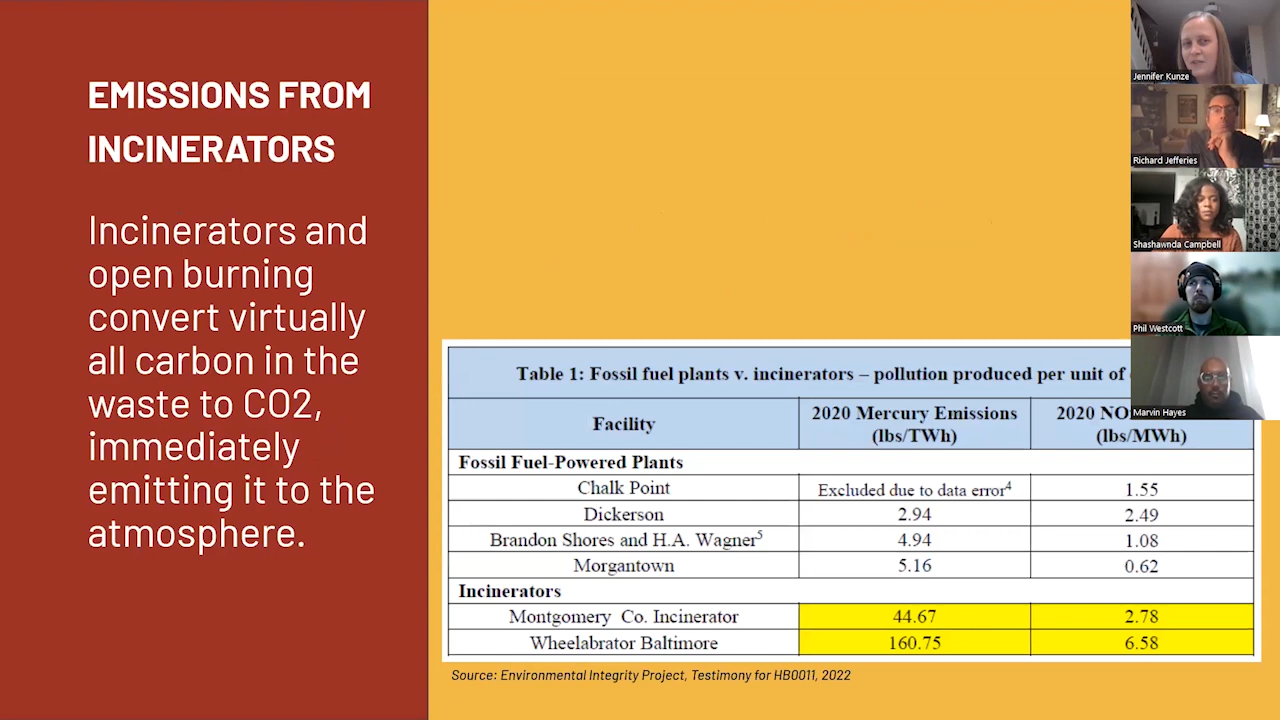 EMISSIONS FROM
INCINERATORS
Incinerators and
open burning
convert virtually
all carbon in the
waste to CO2,
immediately
emitting it to the
atmosphere.
Table 1: Fossil fuel plants v. incinerators – pollution produced per unit of
Facility
2020 Mercury Emissions
(lbs/TWh)
2020
(lbs/MWh)
Fossil Fuel-Powered Plants
Chalk Point Excluded due to data error4 1.55
Dickerson 2.94 2.49
Brandon Shores and H.A. Wagner5 4.94 1.08
Morgantown 5.16 0.62
Incinerators
Montgomery Co. Incinerator 44.67 2.78
Wheelabrator Baltimore 160.75 6.58
Source: Environmental Integrity Project, Testimony for HB0011, 2022
Jennifer Kunze
Richard Jefferies
Shashawnda Campbell
Phil Westcott
Marvin Hayes